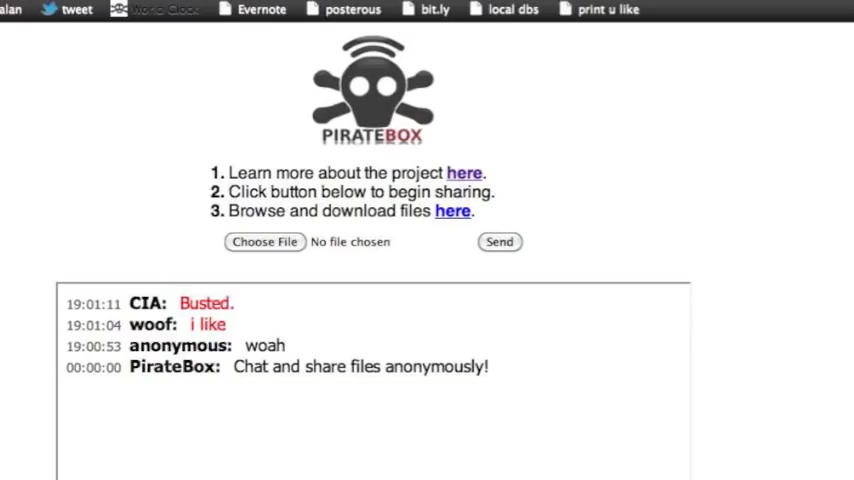 alan tweet World Clock Evernote posterous bit.ly local dbs print u like
PIRATEBOX
1. Learn more about the project here.
2. Click button below to begin sharing.
3. Browse and download files here.
Choose File No file chosen Send
19:01:11 CIA: Busted.
19:01:04 woof: i like
19:00:53 anonymous: woah
00:00:00 PirateBox: Chat and share files anonymously!